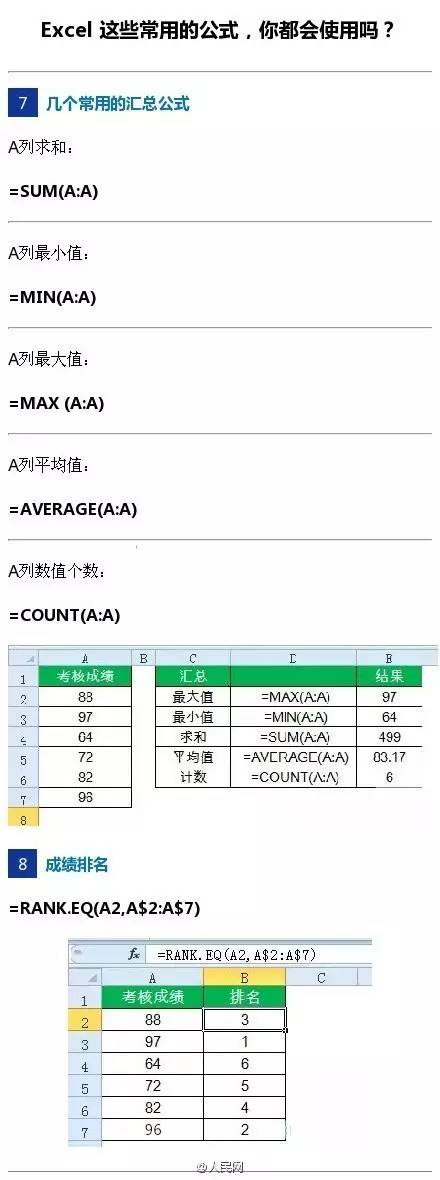 Excel 这些常用的公式，你都会使用吗？
7 几个常用的汇总公式
A列求和：
=SUM(A:A)
A列最小值：
=MIN(A:A)
A列最大值：
=MAX (A:A)
A列平均值：
=AVERAGE(A:A)
A列数值个数：
=COUNT(A:A)
A B C
1 考核成绩 汇总 结果
2 88 最大值 =MAX(A:A) 97
3 97 最小值 =MIN(A:A) 64
4 64 求和 =SUM(A:A) 499
5 72 平均值 =AVERAGE(A:A) 83.17
6 82 计数 =COUNT(A:A) 6
7 96
8
8 成绩排名
=RANK.EQ(A2,A$2:A$7)
fx =RANK.EQ(A2,A$2:A$7)
A B C
1 考核成绩 排名
2 88 3
3 97 1
4 64 6
5 72 5
6 82 4
7 96 2
@人民网